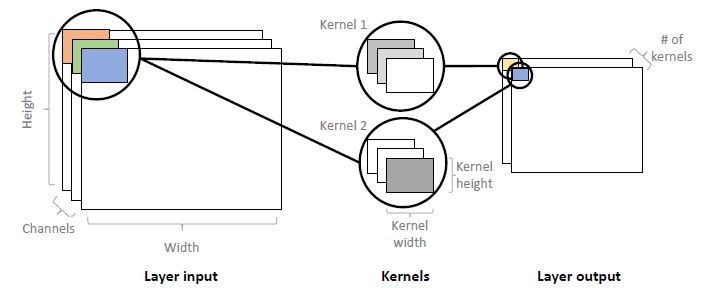 Kernel 1
# of
kernels
Height
Kernel 2
Kernel
height
Channels
Width
Kernel
width
Layer input
Kernels
Layer output